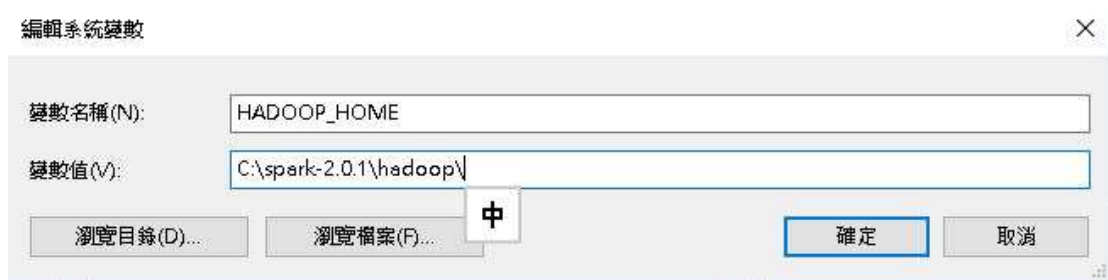 編輯系統變數
變數名稱(N): HADOOP_HOME
變數值(V): C:\spark-2.0.1\hadoop\
中
瀏覽目錄(D)... 瀏覽檔案(F)... 確定 取消